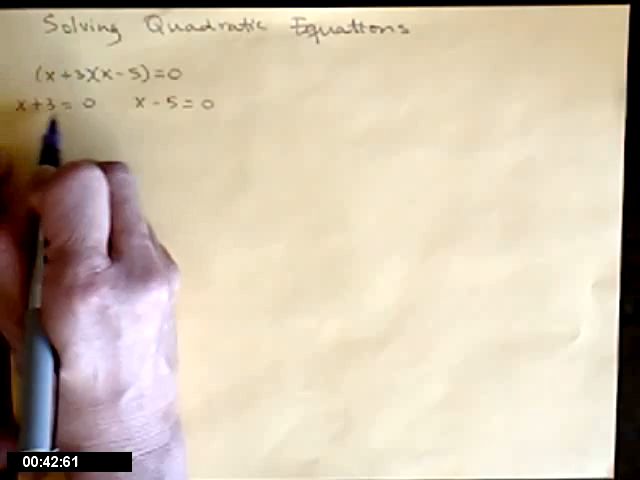 Solving Quadratic Equations
(x+3)(x-5)=0
x+3=0 x-5=0
00:42:61